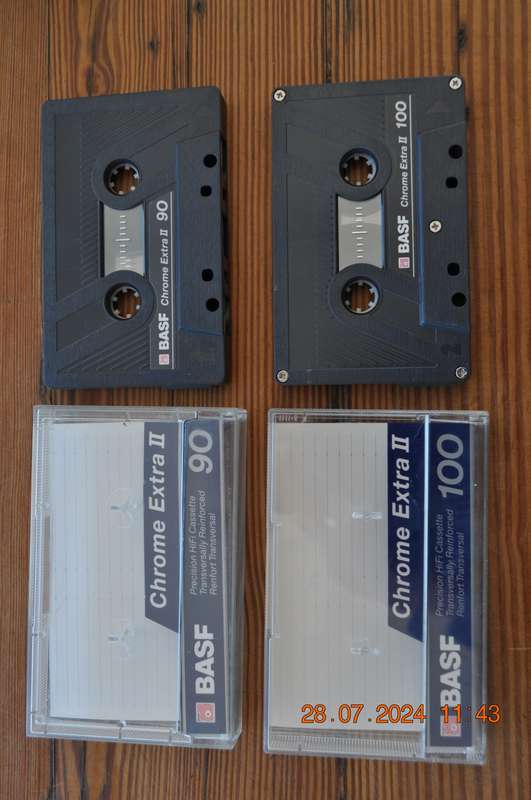 BASF Chrome Extra II 90
BASF Chrome Extra II 100
2
Chrome Extra II
90
Precision HiFi Cassette
Transversally Reinforced
Renfort Transversal
BASF
Chrome Extra II
100
Precision HiFi Cassette
Transversally Reinforced
Renfort Transversal
BASF
28.07.2024 11:43